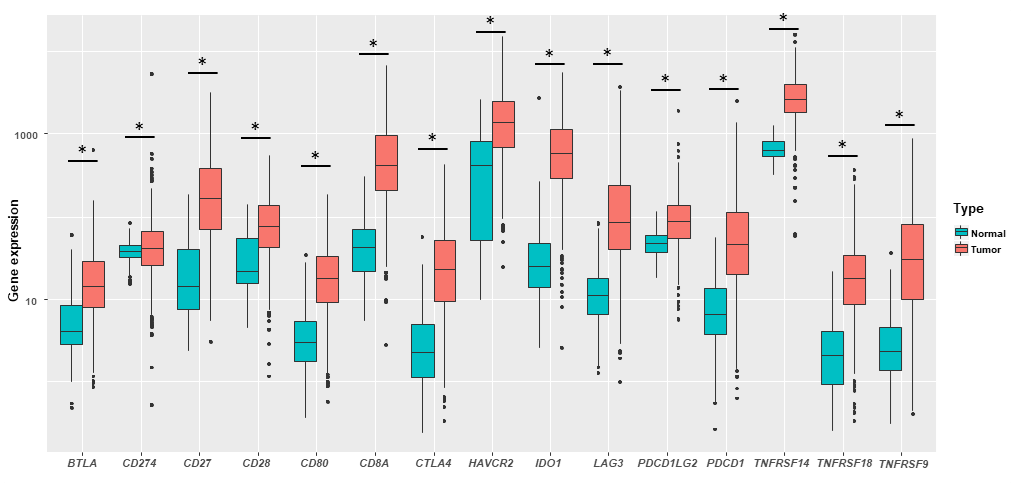 * * * * * * * * * * * * * * *
Gene expression
1000
10
BTLA CD274 CD27 CD28 CD80 CD8A CTLA4 HAVCR2 IDO1 LAG3 PDCD1LG2 PDCD1 TNFRSF14 TNFRSF18 TNFRSF9
Type
Normal
Tumor